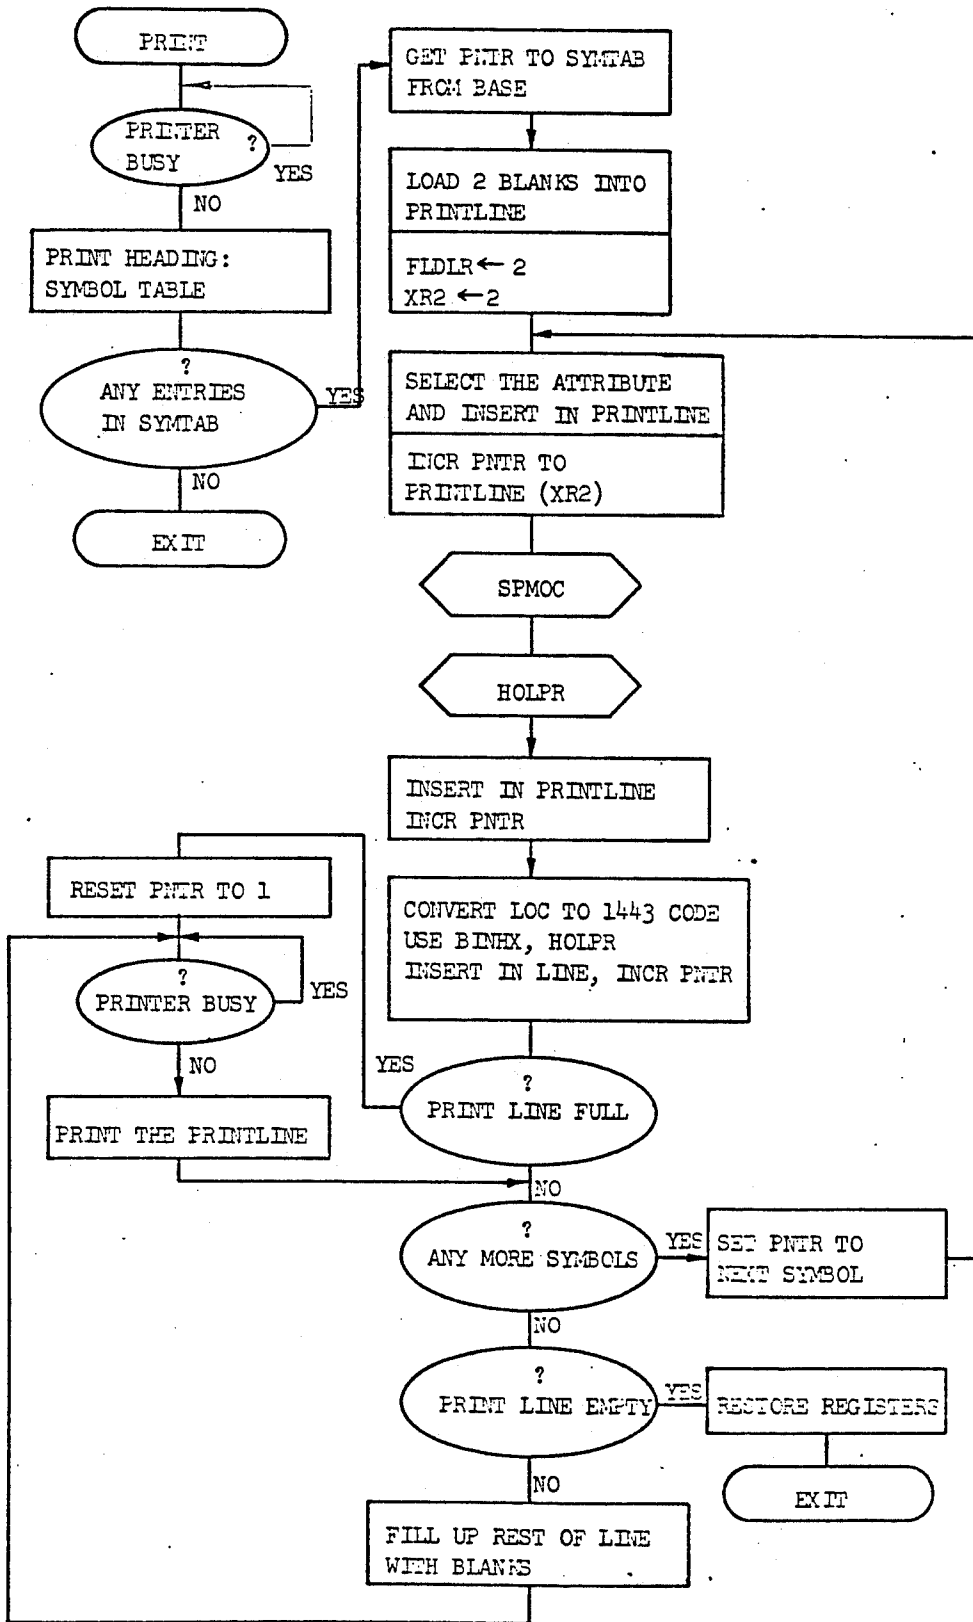 PRINT
PRINTER ?
BUSY
YES
NO
PRINT HEADING:
SYMBOL TABLE
?
ANY ENTRIES
IN SYMTAB
YES
NO
EXIT
GET PNTR TO SYMTAB
FROM BASE
LOAD 2 BLANKS INTO
PRINTLINE
FLDLR ← 2
XR2 ← 2
SELECT THE ATTRIBUTE
AND INSERT IN PRINTLINE
INCR PNTR TO
PRINTLINE (XR2)
SPMOC
HOLPR
INSERT IN PRINTLINE
INCR PNTR
CONVERT LOC TO 1443 CODE
USE BINHX, HOLPR
INSERT IN LINE, INCR PNTR
?
PRINT LINE FULL
YES
NO
RESET PNTR TO 1
?
PRINTER BUSY
YES
NO
PRINT THE PRINTLINE
?
ANY MORE SYMBOLS
YES
NO
SET PNTR TO
NEXT SYMBOL
?
PRINT LINE EMPTY
YES
NO
RESTORE REGISTERS
EXIT
FILL UP REST OF LINE
WITH BLANKS